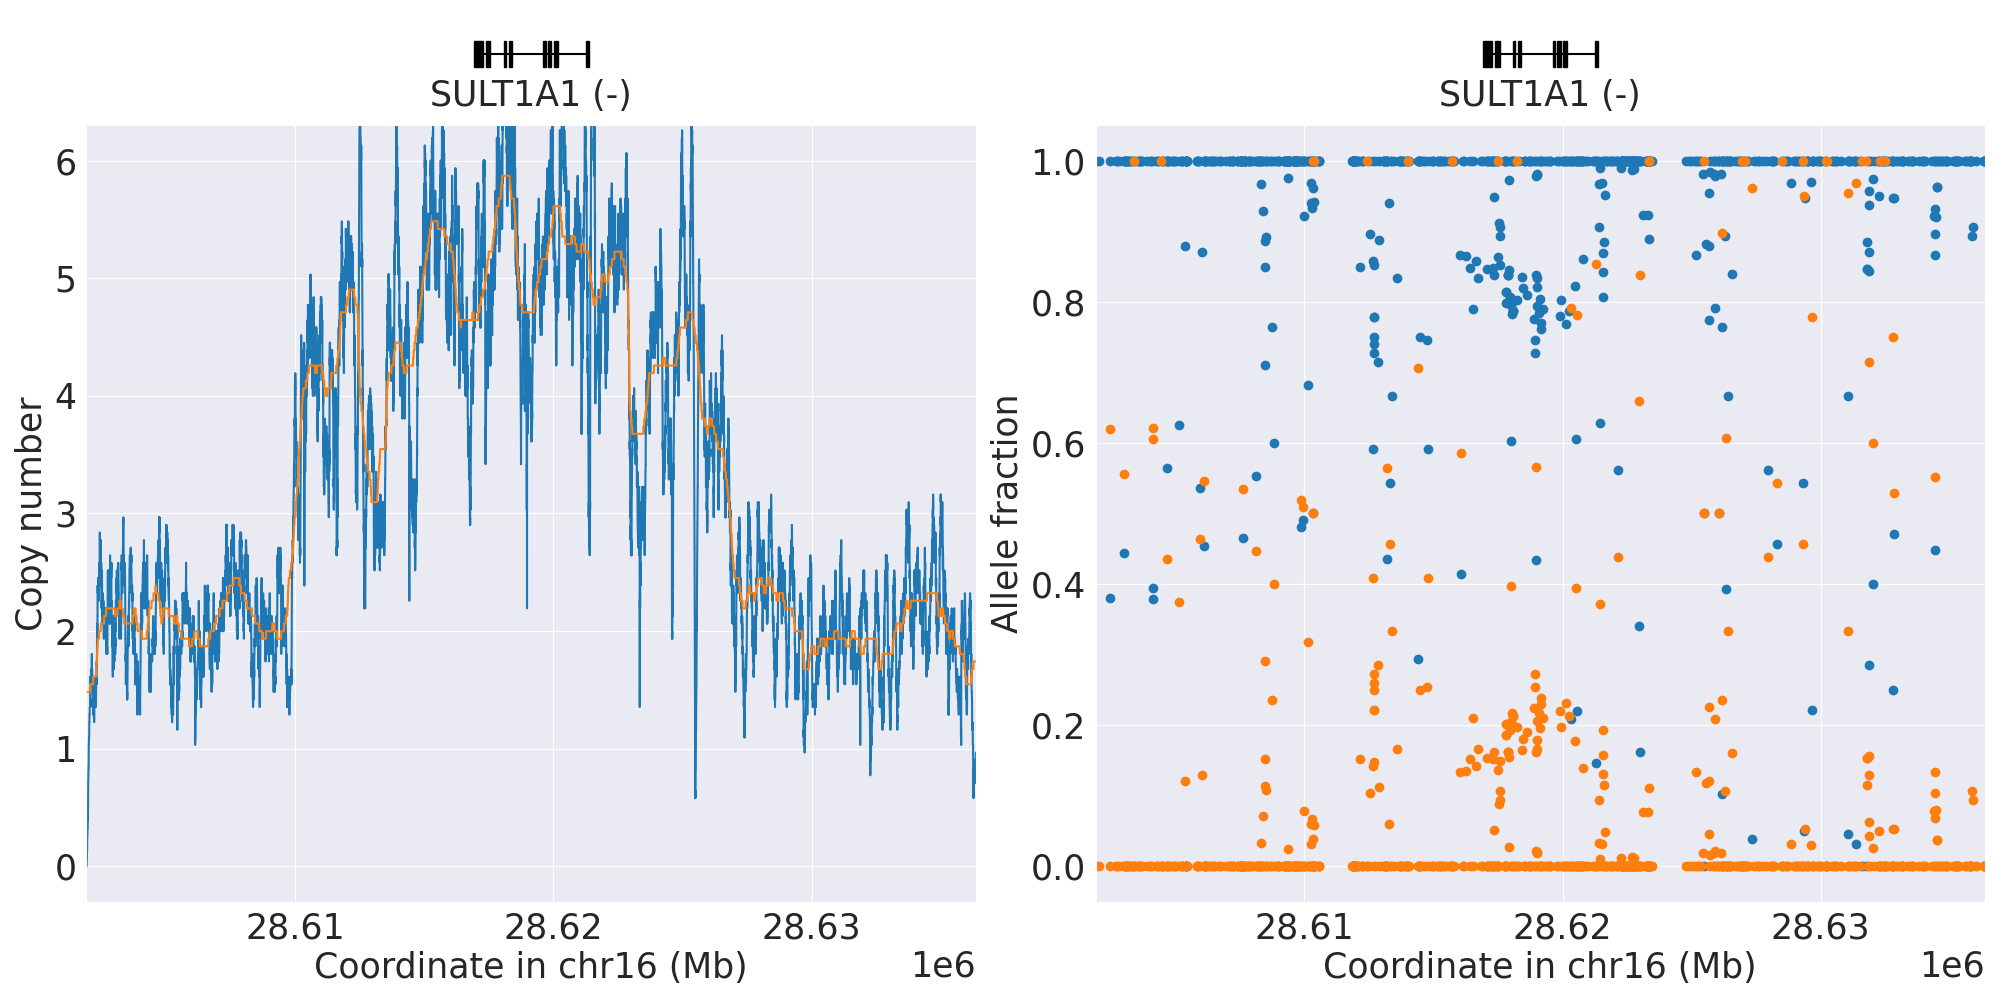 SULT1A1 (-)
Copy number
6
5
4
3
2
1
0
28.61
28.62
28.63
Coordinate in chr16 (Mb)
1e6
SULT1A1 (-)
Allele fraction
1.0
0.8
0.6
0.4
0.2
0.0
28.61
28.62
28.63
Coordinate in chr16 (Mb)
1e6